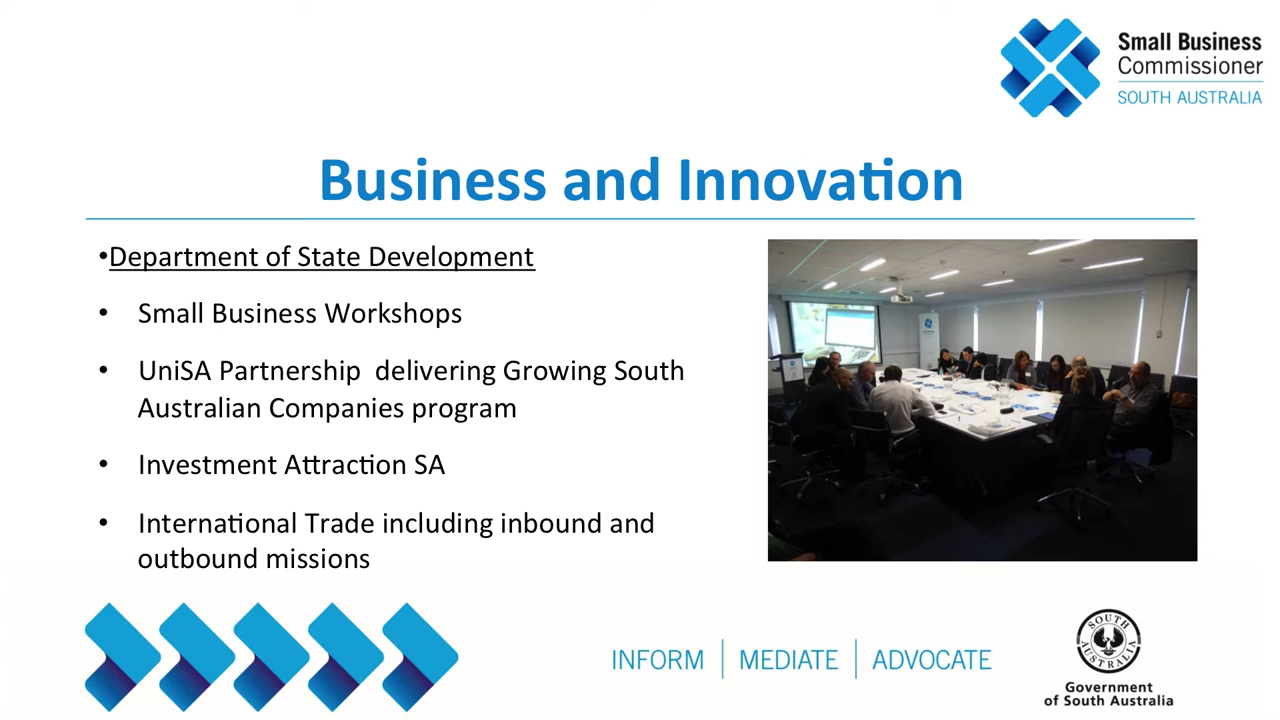 Small Business
Commissioner
SOUTH AUSTRALIA
Business and Innovation
•Department of State Development
• Small Business Workshops
• UniSA Partnership delivering Growing South
Australian Companies program
• Investment Attraction SA
• International Trade including inbound and
outbound missions
INFORM | MEDIATE | ADVOCATE
SOUTH
AUSTRALIA
Government
of South Australia